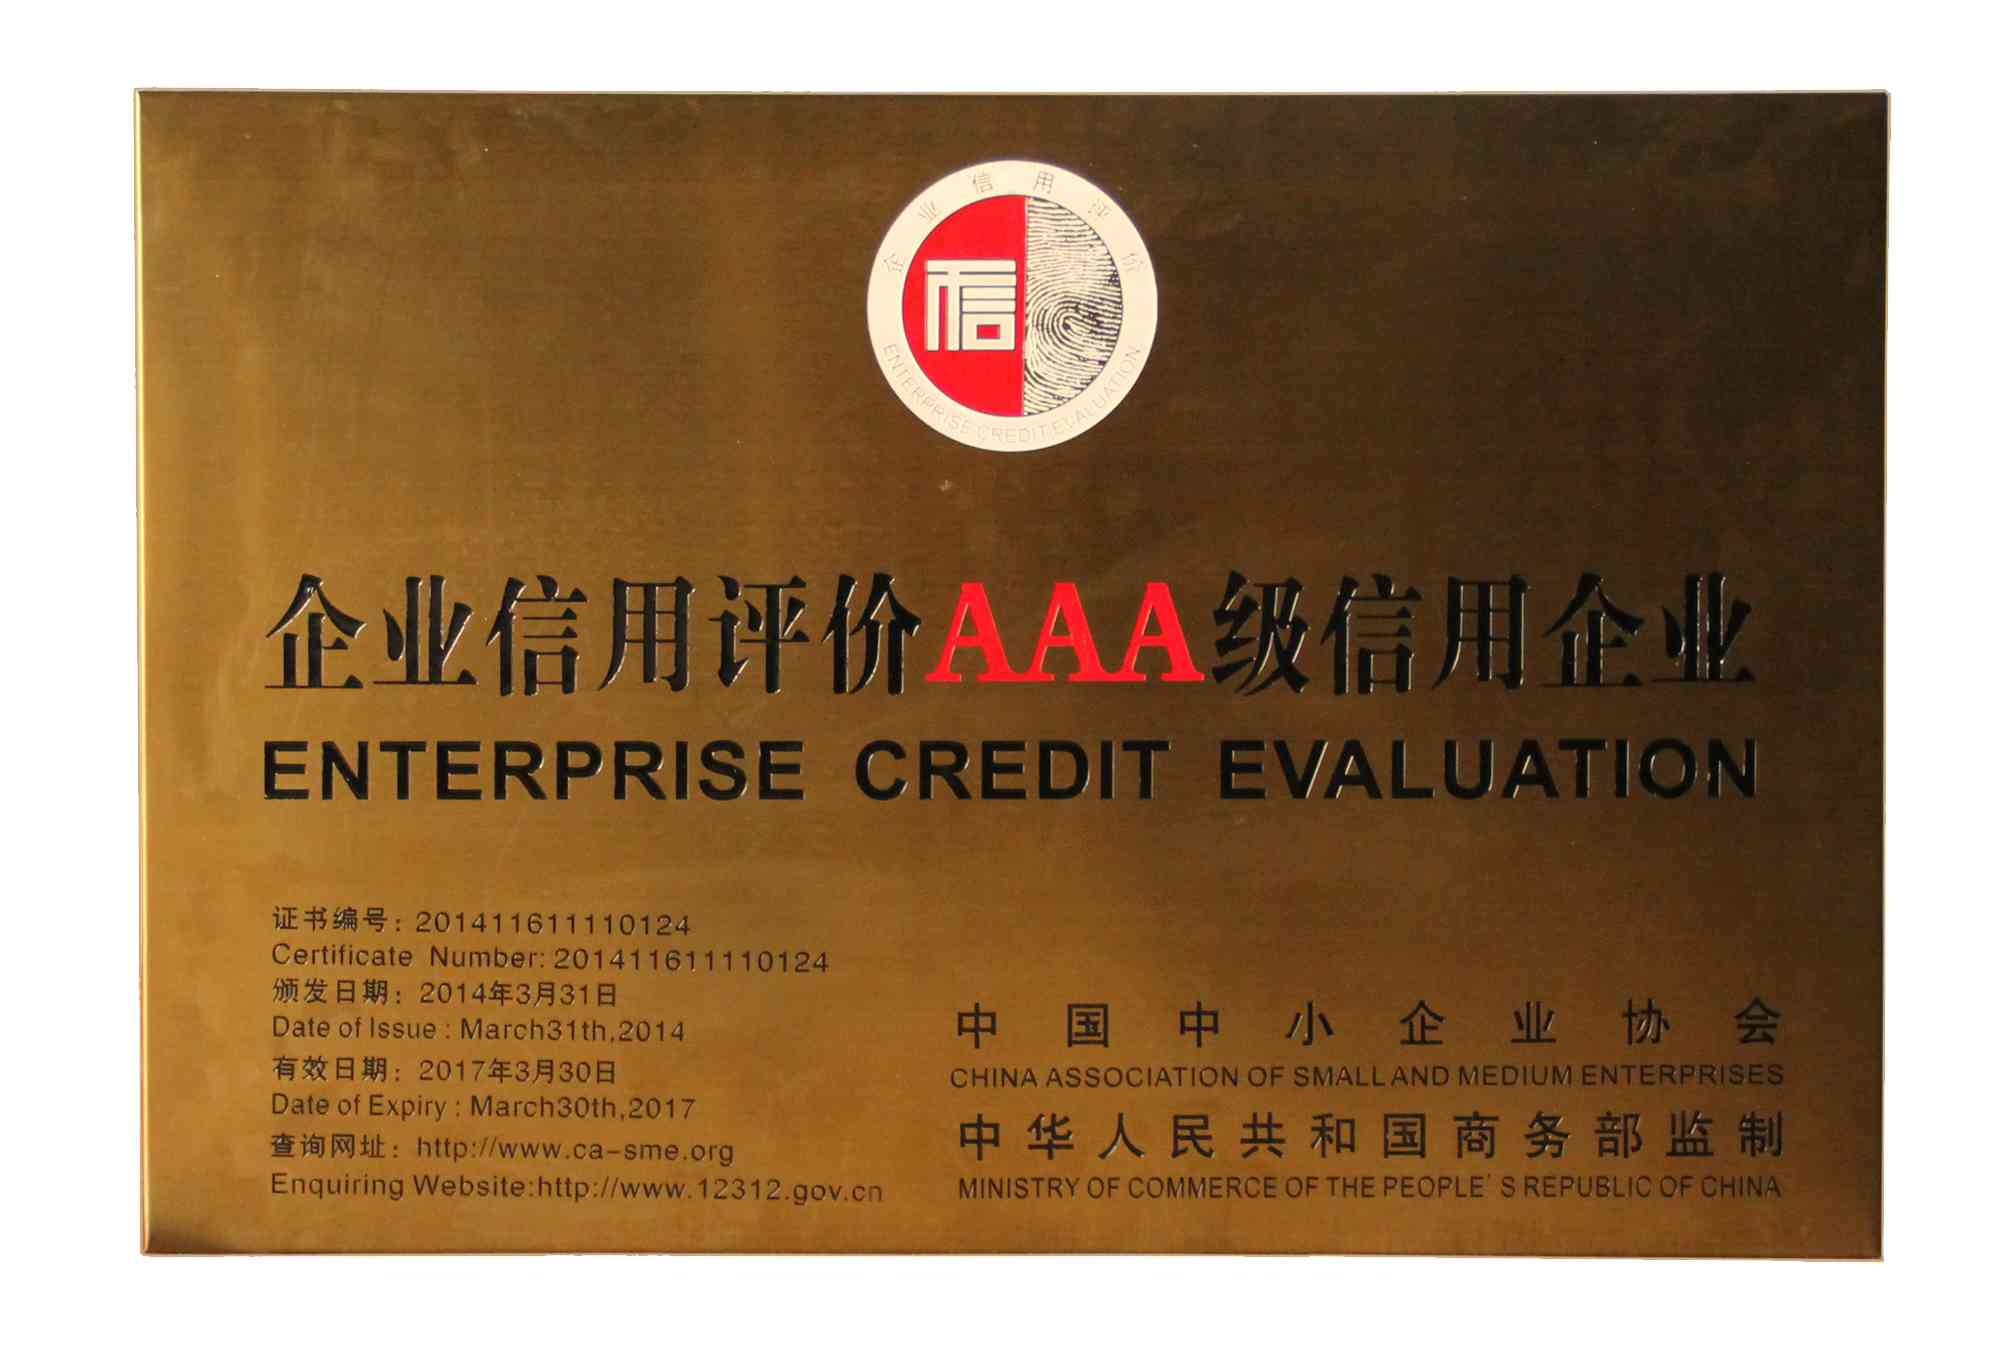 企业信用评价
信
ENTERPRISE CREDIT EVALUATION
企业信用评价AAA级信用企业
ENTERPRISE CREDIT EVALUATION
证书编号：201411611110124
Certificate Number:201411611110124
颁发日期：2014年3月31日
Date of Issue : March31th,2014
有效日期：2017年3月30日
Date of Expiry : March30th,2017
查询网址：http://www.ca-sme.org
Enquiring Website:http://www.12312.gov.cn
中国中小企业协会
CHINA ASSOCIATION OF SMALL AND MEDIUM ENTERPRISES
中华人民共和国商务部监制
MINISTRY OF COMMERCE OF THE PEOPLE'S REPUBLIC OF CHINA